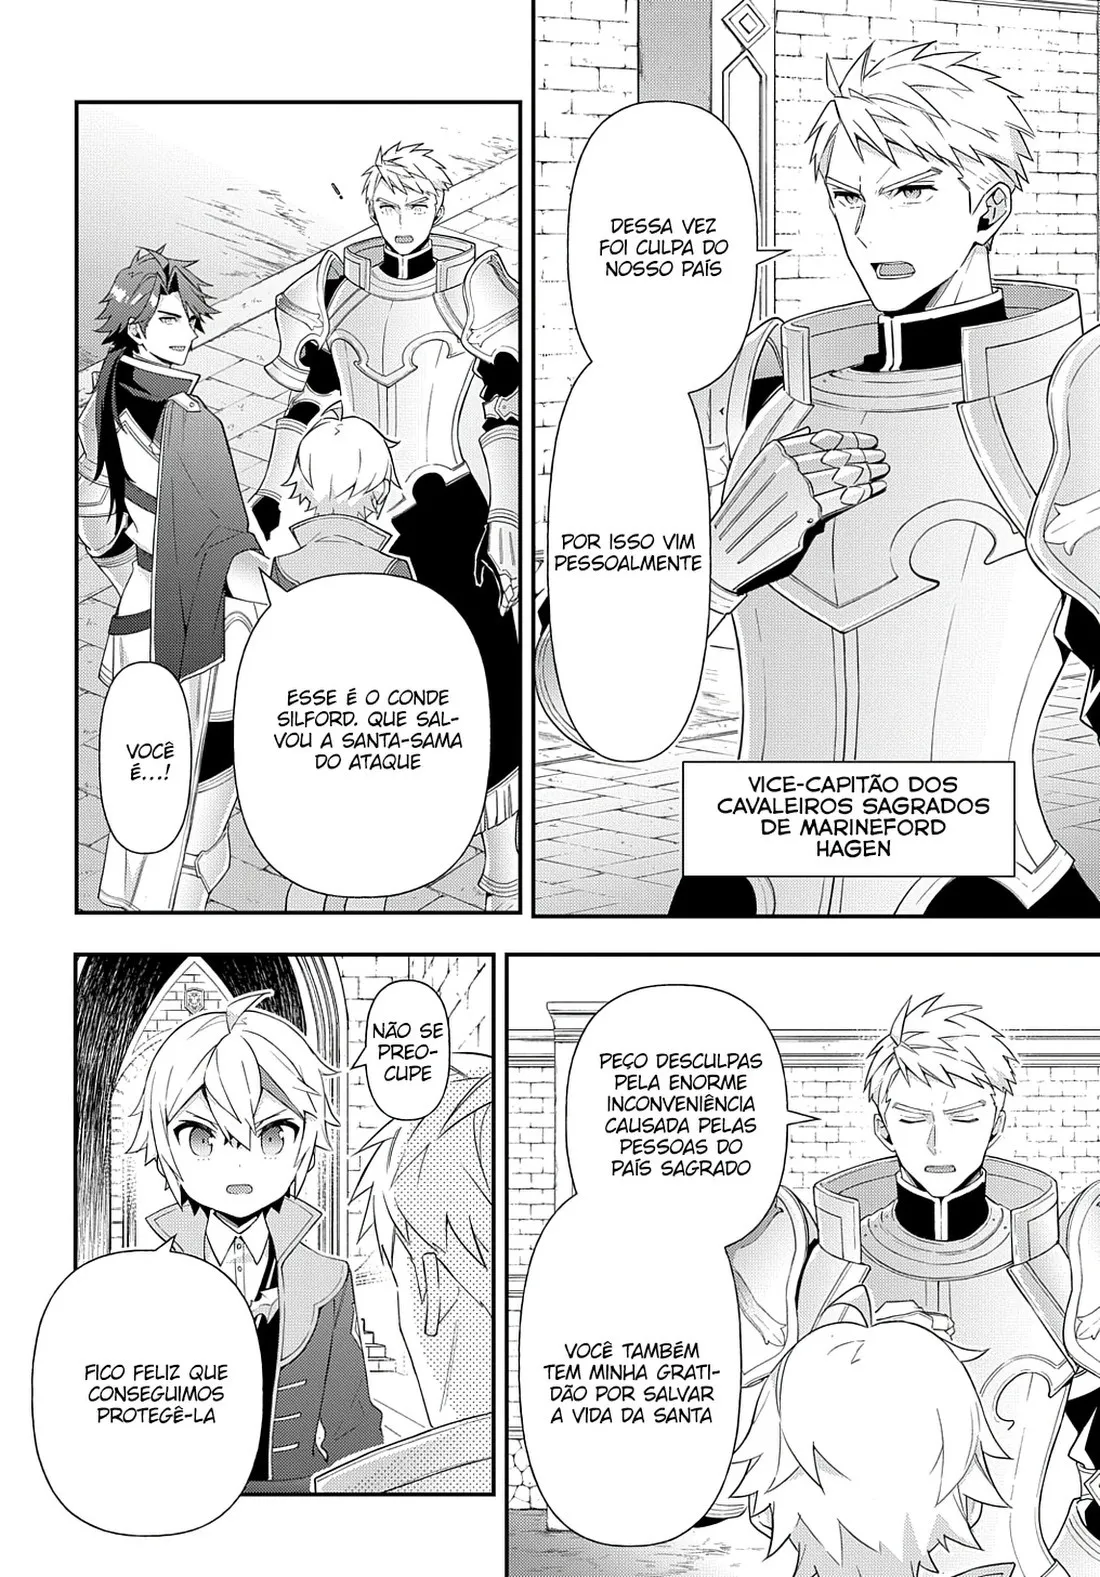 DESSA VEZ
FOI CULPA DO
NOSSO PAÍS
POR ISSO VIM
PESSOALMENTE
VICE-CAPITÃO DOS
CAVALEIROS SAGRADOS
DE MARINEFORD
HAGEN
ESSE É O CONDE
SILFORD. QUE SAL-
VOU A SANTA-SAMA
DO ATAQUE
VOCÊ
É...!
PEÇO DESCULPAS
PELA ENORME
INCONVENIÊNCIA
CAUSADA PELAS
PESSOAS DO
PAÍS SAGRADO
VOCÊ TAMBÉM
TEM MINHA GRATI-
DÃO POR SALVAR
A VIDA DA SANTA
NÃO SE
PREO-
CUPE
FICO FELIZ QUE
CONSEGUIMOS
PROTEGÊ-LA